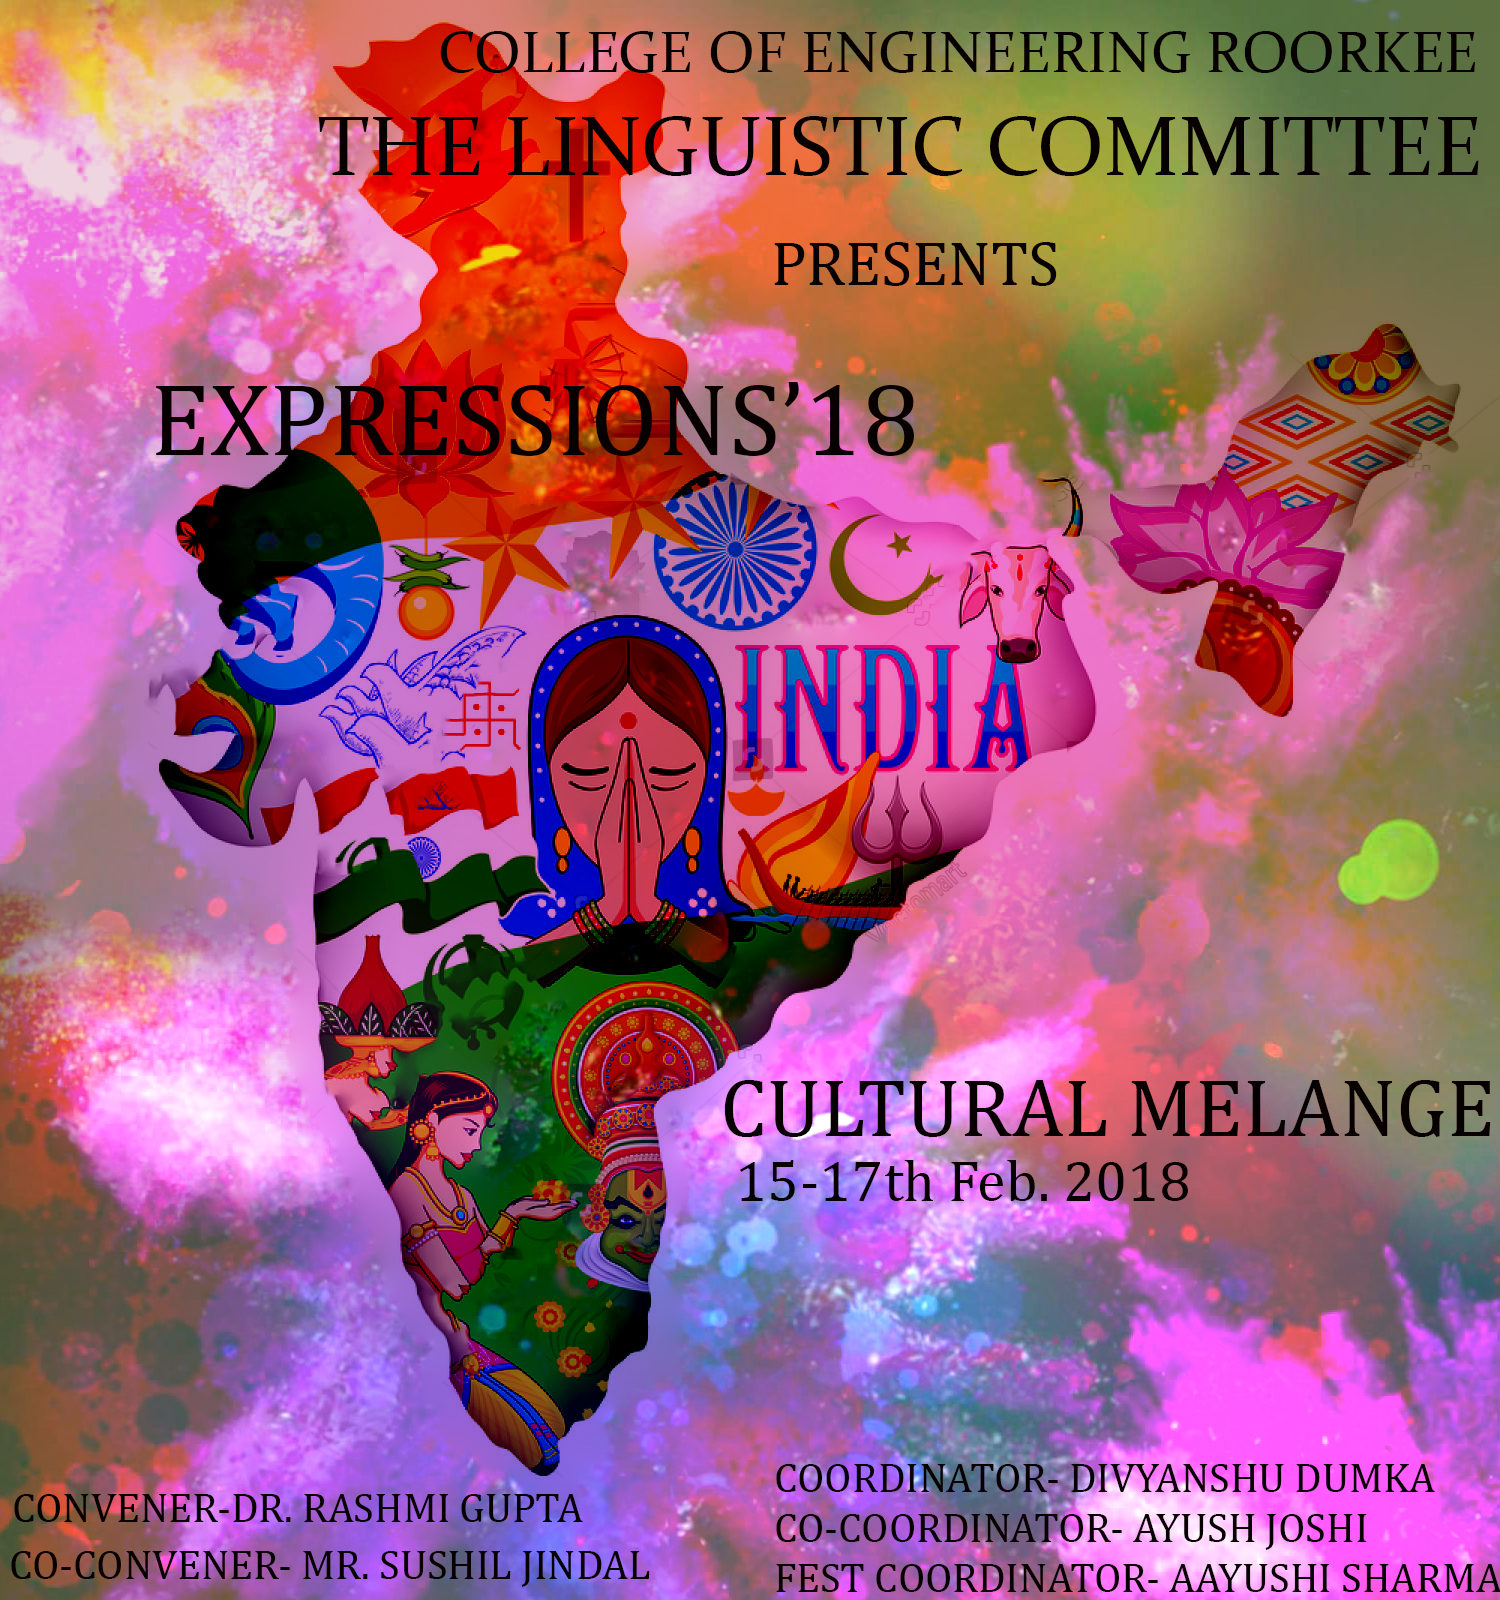 COLLEGE OF ENGINEERING ROORKEE
THE LINGUISTIC COMMITTEE
PRESENTS
EXPRESSIONS’18
INDIA
CULTURAL MELANGE
15-17th Feb. 2018
CONVENER-DR. RASHMI GUPTA
CO-CONVENER- MR. SUSHIL JINDAL
COORDINATOR- DIVYANSHU DUMKA
CO-COORDINATOR- AYUSH JOSHI
FEST COORDINATOR- AAYUSHI SHARMA